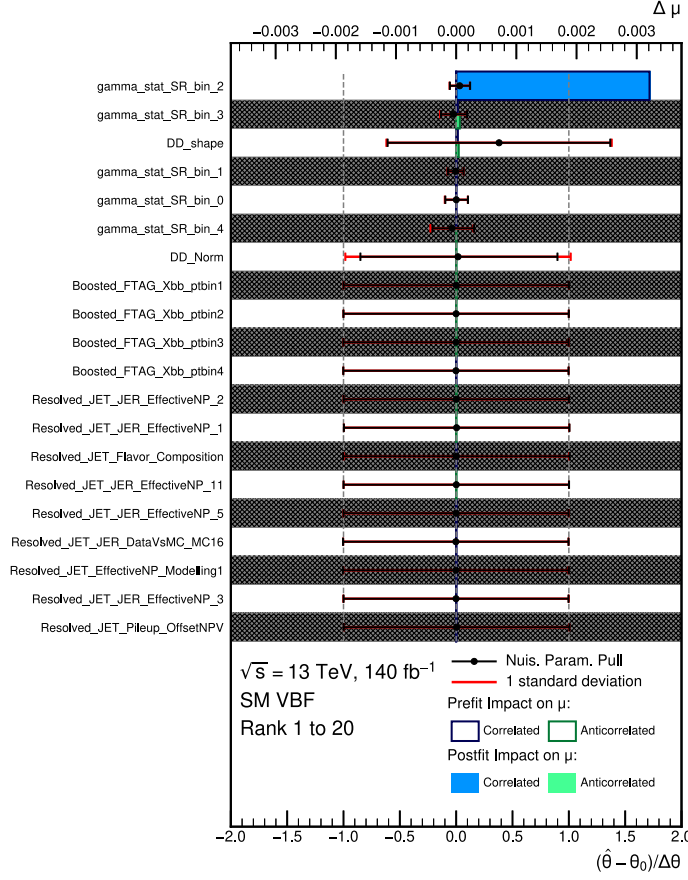 Δ μ
−0.003 −0.002 −0.001 0.000 0.001 0.002 0.003
gamma_stat_SR_bin_2
gamma_stat_SR_bin_3
DD_shape
gamma_stat_SR_bin_1
gamma_stat_SR_bin_0
gamma_stat_SR_bin_4
DD_Norm
Boosted_FTAG_Xbb_ptbin1
Boosted_FTAG_Xbb_ptbin2
Boosted_FTAG_Xbb_ptbin3
Boosted_FTAG_Xbb_ptbin4
Resolved_JET_JER_EffectiveNP_2
Resolved_JET_JER_EffectiveNP_1
Resolved_JET_Flavor_Composition
Resolved_JET_JER_EffectiveNP_11
Resolved_JET_JER_EffectiveNP_5
Resolved_JET_JER_DataVsMC_MC16
Resolved_JET_EffectiveNP_Modelling1
Resolved_JET_JER_EffectiveNP_3
Resolved_JET_Pileup_OffsetNPV
√s = 13 TeV, 140 fb⁻¹
SM VBF
Rank 1 to 20
Nuis. Param. Pull
1 standard deviation
Prefit Impact on μ:
Correlated Anticorrelated
Postfit Impact on μ:
Correlated Anticorrelated
−2.0 −1.5 −1.0 −0.5 0.0 0.5 1.0 1.5 2.0
(θ̂ − θ₀)/Δθ